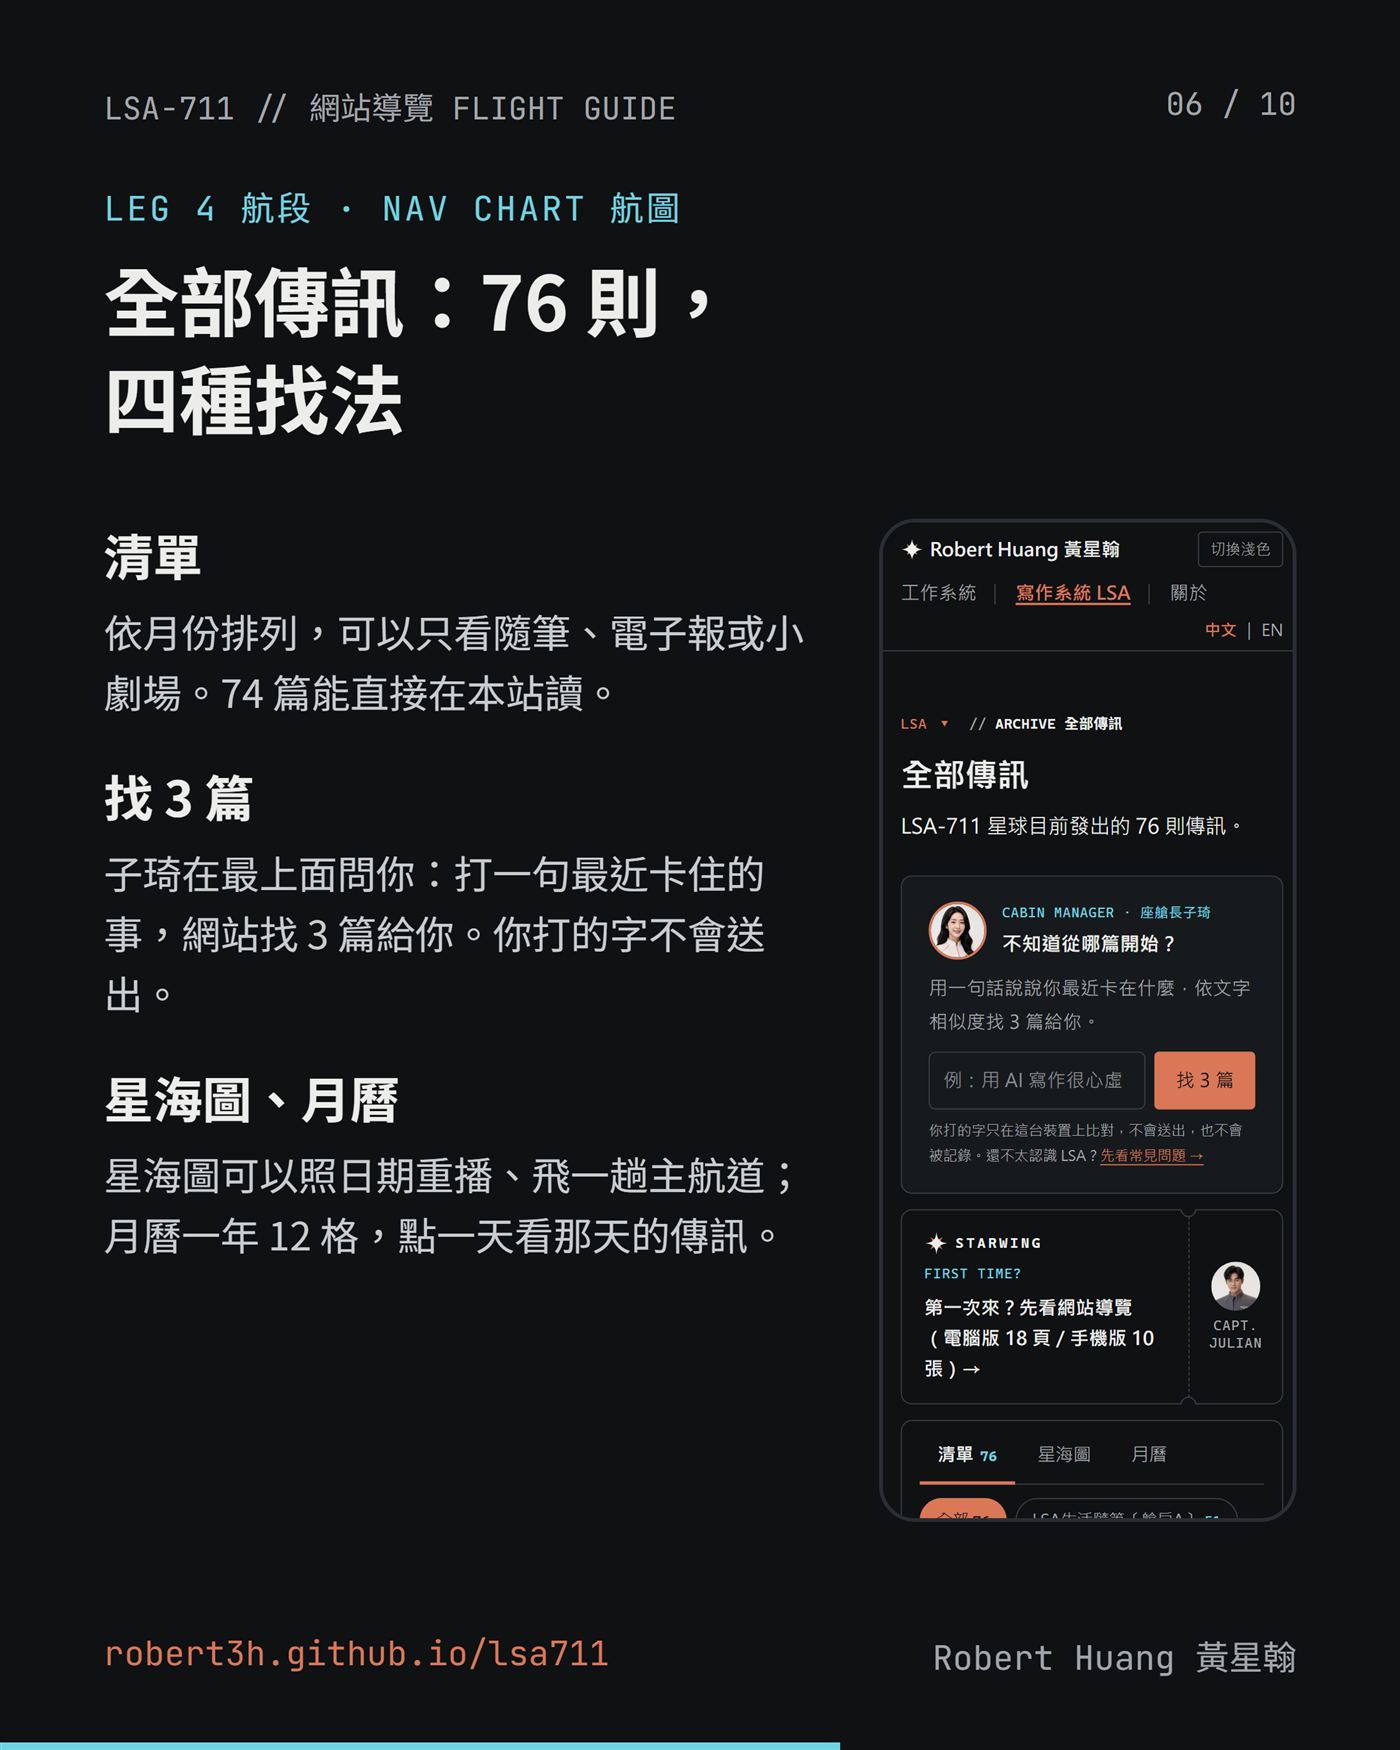 LSA-711 // 網站導覽 FLIGHT GUIDE
06 / 10
LEG 4 航段 · NAV CHART 航圖
全部傳訊：76 則，
四種找法
清單
依月份排列，可以只看隨筆、電子報或小
劇場。74 篇能直接在本站讀。
找 3 篇
子琦在最上面問你：打一句最近卡住的
事，網站找 3 篇給你。你打的字不會送
出。
星海圖、月曆
星海圖可以照日期重播、飛一趟主航道；
月曆一年 12 格，點一天看那天的傳訊。
Robert Huang 黃星翰
切換淺色
工作系統 | 寫作系統 LSA | 關於
中文 | EN
LSA ▾ // ARCHIVE 全部傳訊
全部傳訊
LSA-711 星球目前發出的 76 則傳訊。
CABIN MANAGER · 座艙長子琦
不知道從哪篇開始？
用一句話說說你最近卡在什麼，依文字
相似度找 3 篇給你。
例：用 AI 寫作很心虛
找 3 篇
你打的字只在這台裝置上比對，不會送出，也不會
被記錄。還不太認識 LSA？先看常見問題 →
STARWING
FIRST TIME?
第一次來？先看網站導覽
（電腦版 18 頁 / 手機版 10
張）→
CAPT.
JULIAN
清單 76
星海圖
月曆
全部 76
LSA生活隨筆（艙房A） 51
robert3h.github.io/lsa711
Robert Huang 黃星翰